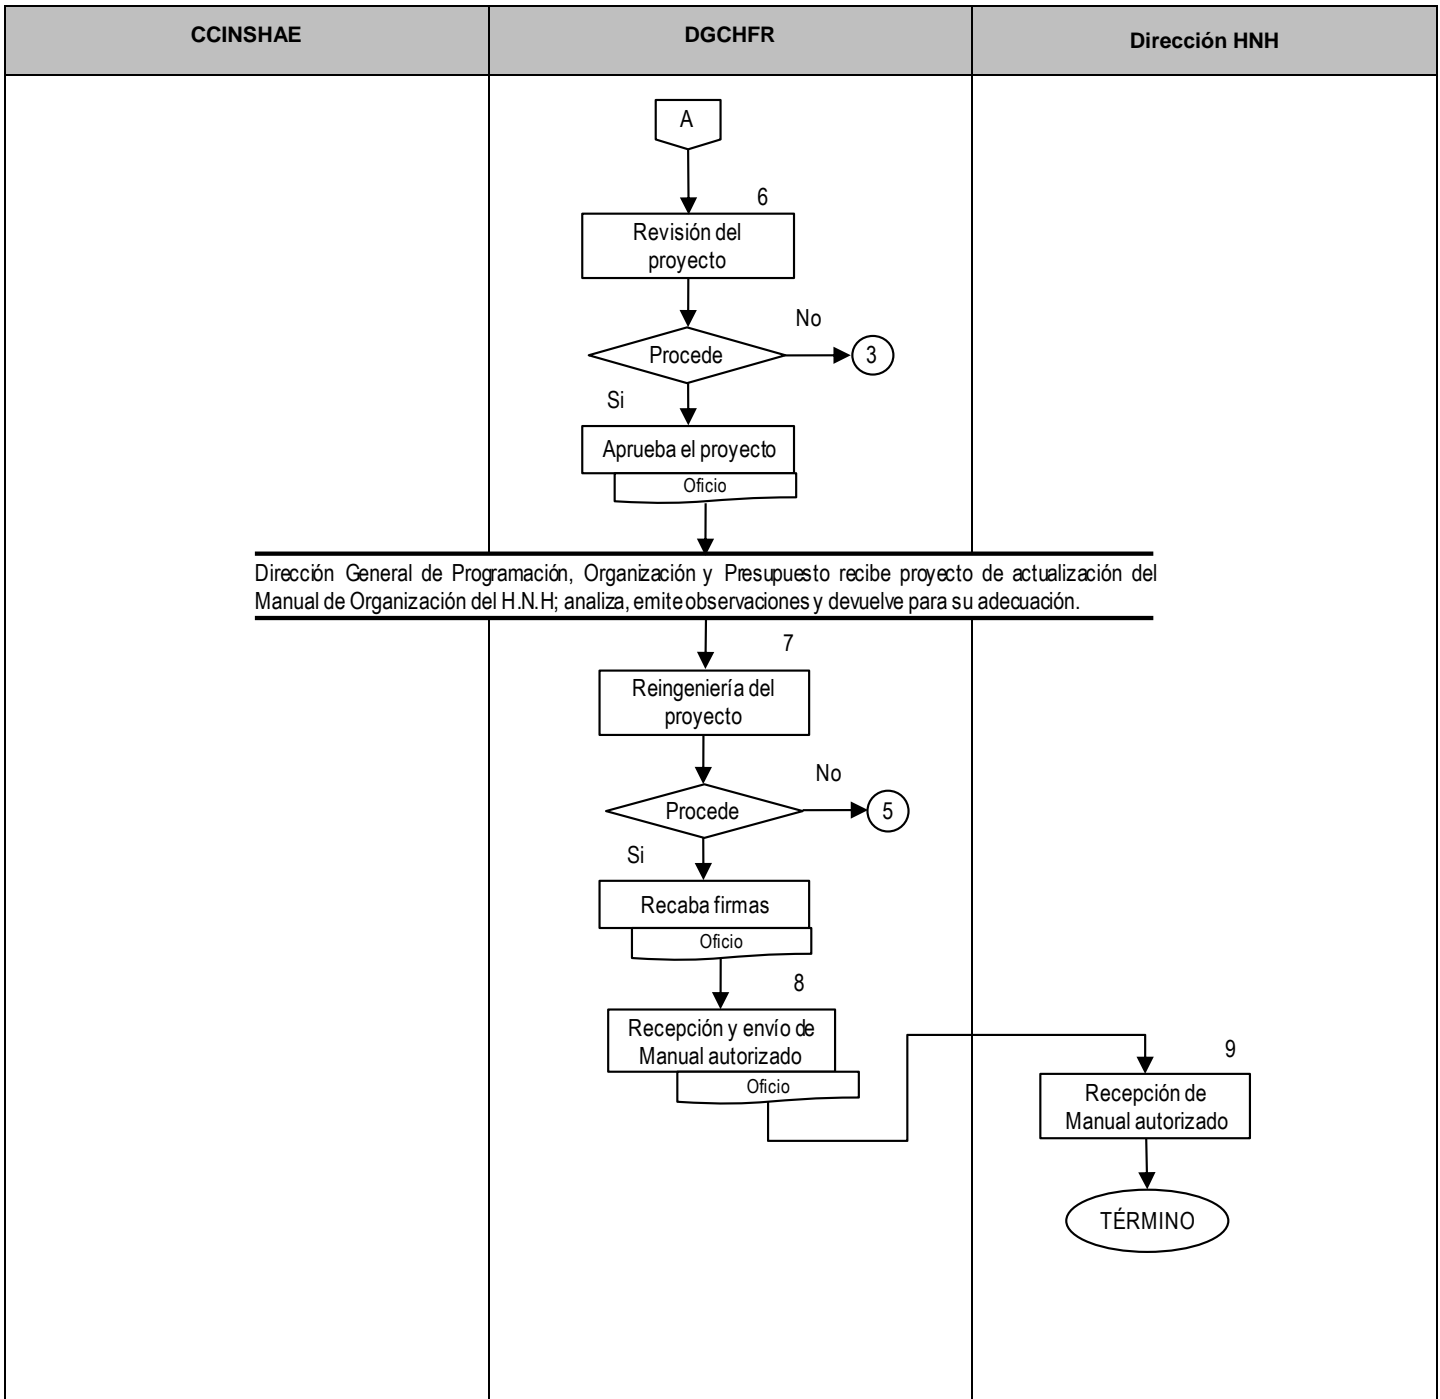 CCINSHAE
DGCHFR
Dirección HNH
A
6
Revisión del
proyecto
No
Procede
3
Si
Aprueba el proyecto
Oficio
Dirección General de Programación, Organización y Presupuesto recibe proyecto de actualización del
Manual de Organización del H.N.H; analiza, emite observaciones y devuelve para su adecuación.
7
Reingeniería del
proyecto
No
Procede
5
Si
Recaba firmas
Oficio
8
Recepción y envío de
Manual autorizado
Oficio
9
Recepción de
Manual autorizado
TÉRMINO